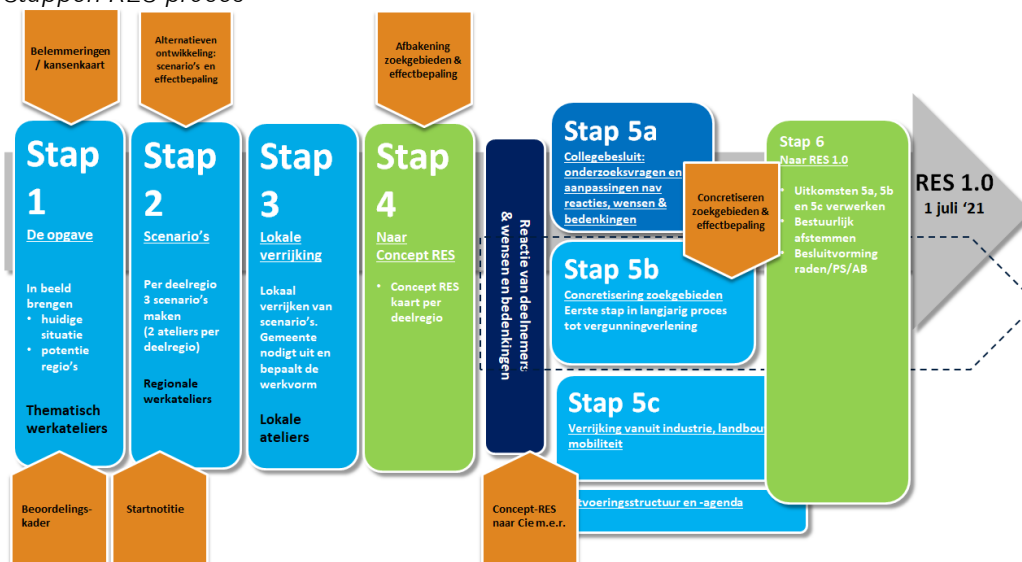 Stappen RES proces
Belemmeringen
/ kansenkaart
Alternatieven
ontwikkeling:
scenario's en
effectbepaling
Afbakening
zoekgebieden &
effectbepaling
Stap
1
De opgave
In beeld
brengen
• huidige
situatie
• potentie
regio's
Thematisch
werkateliers
Stap
2
Scenario's
Per deelregio
3 scenario's
maken
(2 ateliers per
deelregio)
Regionale
werkateliers
Stap
3
Lokale
verrijking
Lokaal
verrijken van
scenario's.
Gemeente
nodigt uit en
bepaalt de
werkvorm
Lokale
ateliers
Stap
4
Naar
Concept RES
• Concept RES
kaart per
deelregio
Reactie van deelnemers
& wensen en bedenkingen
Stap 5a
Collegebesluit:
onderzoeksvragen en
aanpassingen nav
reacties, wensen &
bedenkingen
Concretiseren
zoekgebieden &
effectbepaling
Stap 5b
Concretisering zoekgebieden
Eerste stap in langjarig proces
tot vergunningverlening
Stap 5c
Verrijking vanuit industrie,
mobiliteit
en -agenda
Stap 6
Naar RES 1.0
• Uitkomsten 5a, 5b
en 5c verwerken
• Bestuurlijk
afstemmen
• Besluitvorming
raden/PS/AB
RES 1.0
1 juli '21
Beoordelings-
kader
Startnotitie
Concept-RES
naar Cie m.e.r.